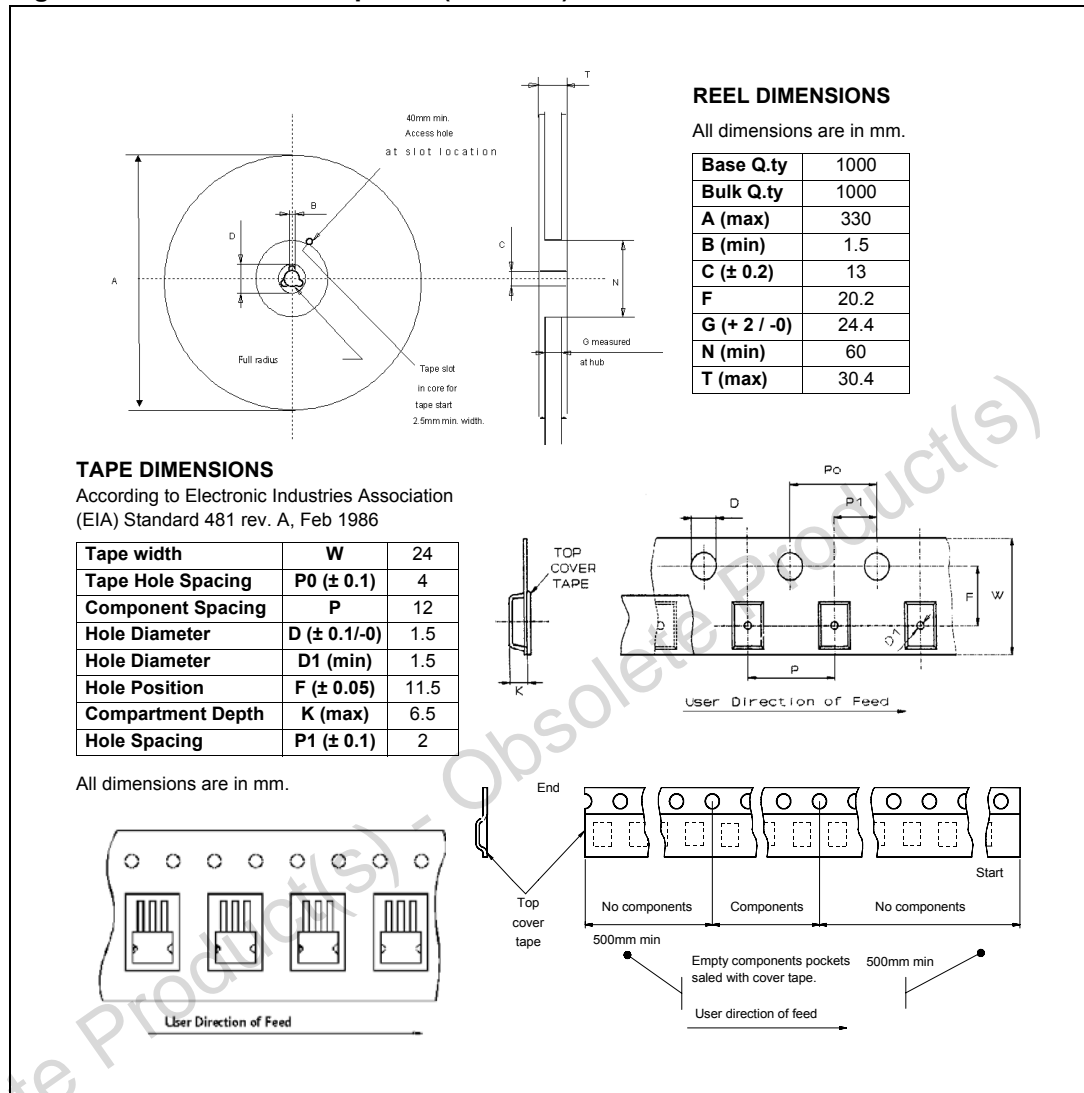 T
40mm min.
Access hole
at slot location
B
D
C
A
N
Full radius
G measured
at hub
Tape slot
in core for
tape start
2.5mm min. width.
REEL DIMENSIONS
All dimensions are in mm.
Base Q.ty 1000
Bulk Q.ty 1000
A (max) 330
B (min) 1.5
C (± 0.2) 13
F 20.2
G (+ 2 / -0) 24.4
N (min) 60
T (max) 30.4
TAPE DIMENSIONS
According to Electronic Industries Association
(EIA) Standard 481 rev. A, Feb 1986
Tape width W 24
Tape Hole Spacing P0 (± 0.1) 4
Component Spacing P 12
Hole Diameter D (± 0.1/-0) 1.5
Hole Diameter D1 (min) 1.5
Hole Position F (± 0.05) 11.5
Compartment Depth K (max) 6.5
Hole Spacing P1 (± 0.1) 2
All dimensions are in mm.
TOP
COVER
TAPE
K
Po
D
P1
F
W
D1
P
User Direction of Feed
End
Start
Top
cover
tape
No components
Components
No components
500mm min
Empty components pockets
saled with cover tape.
500mm min
User direction of feed
User Direction of Feed
ete Product(s) - Obsolete Product(s)